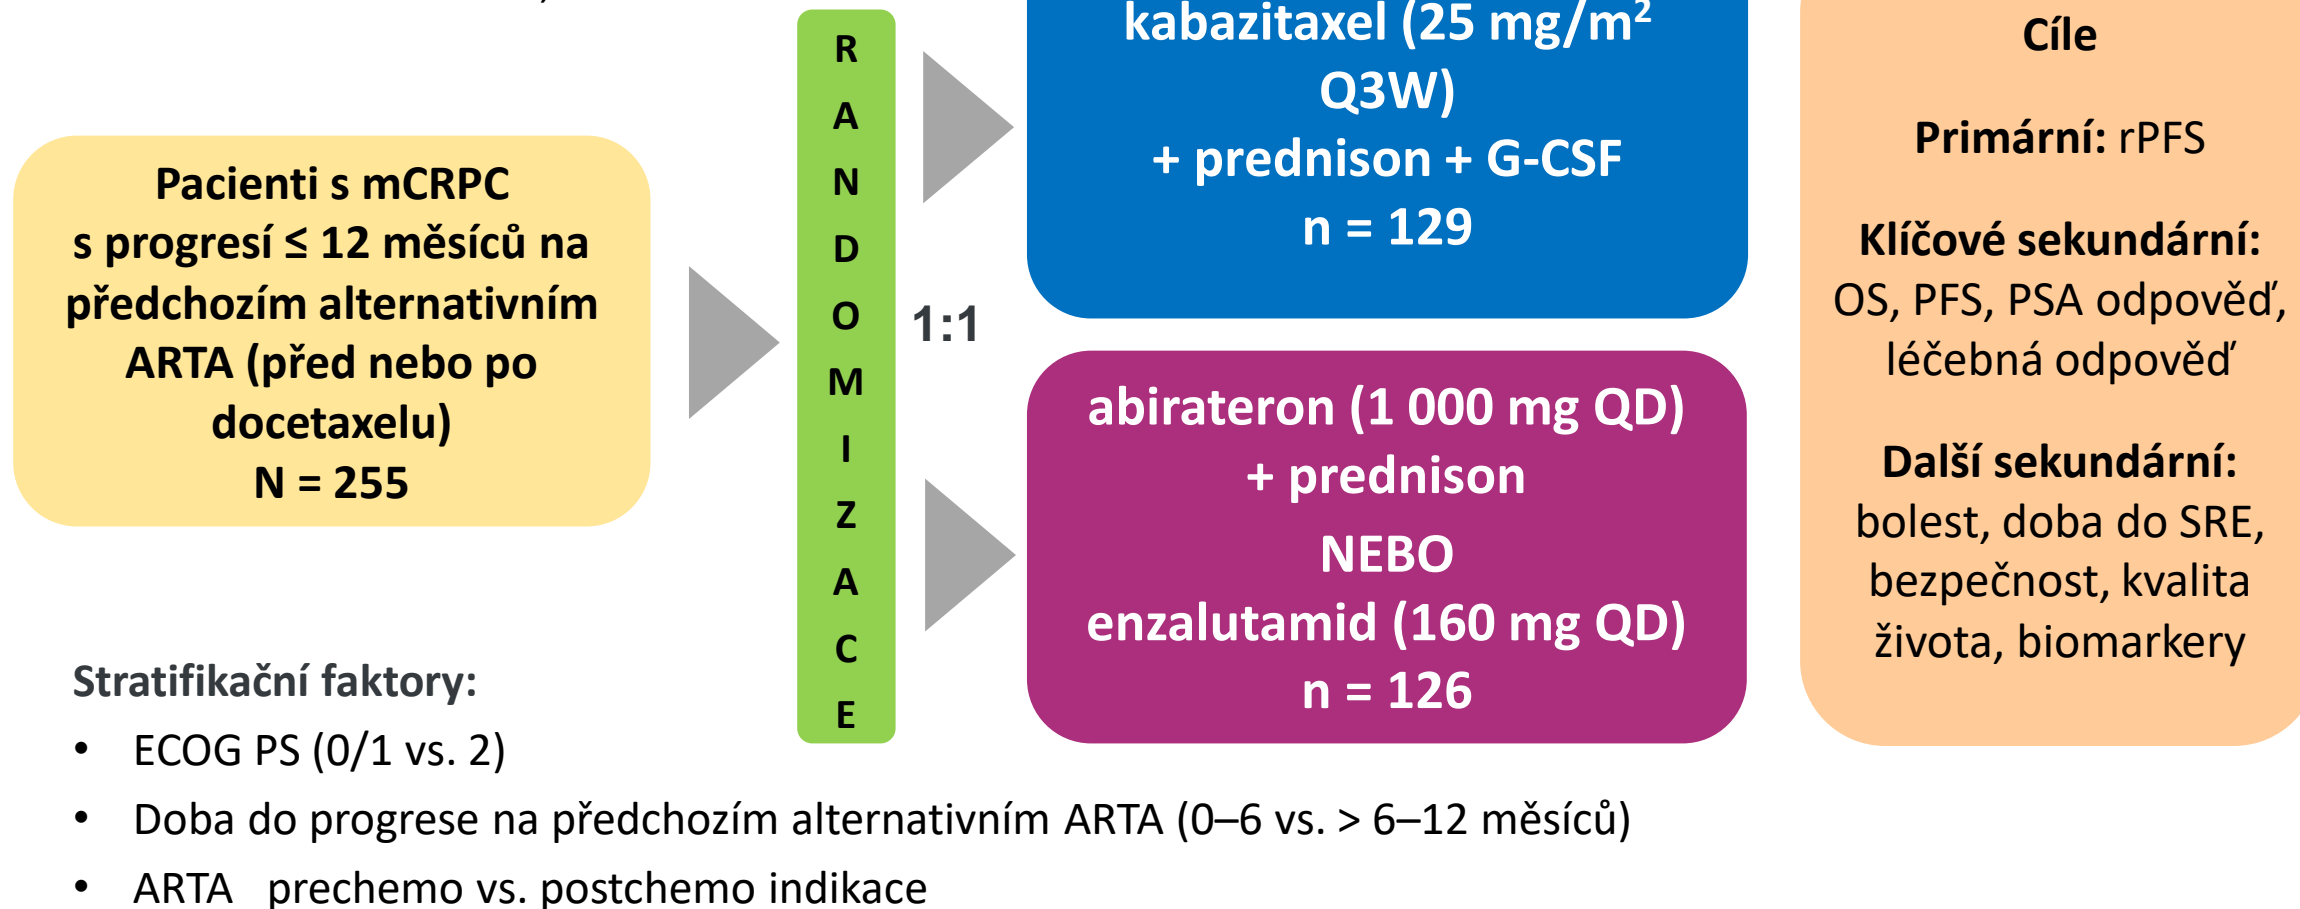 Pacienti s mCRPC
s progresí ≤ 12 měsíců na
předchozím alternativním
ARTA (před nebo po
docetaxelu)
N = 255
R
A
N
D
O
M
I
Z
A
C
E
1:1
kabazitaxel (25 mg/m²
Q3W)
+ prednison + G-CSF
n = 129
abirateron (1 000 mg QD)
+ prednison
NEBO
enzalutamid (160 mg QD)
n = 126
Cíle
Primární: rPFS
Klíčové sekundární:
OS, PFS, PSA odpověď,
léčebná odpověď
Další sekundární:
bolest, doba do SRE,
bezpečnost, kvalita
života, biomarkery
Stratifikační faktory:
• ECOG PS (0/1 vs. 2)
• Doba do progrese na předchozím alternativním ARTA (0–6 vs. > 6–12 měsíců)
• ARTA prechemo vs. postchemo indikace